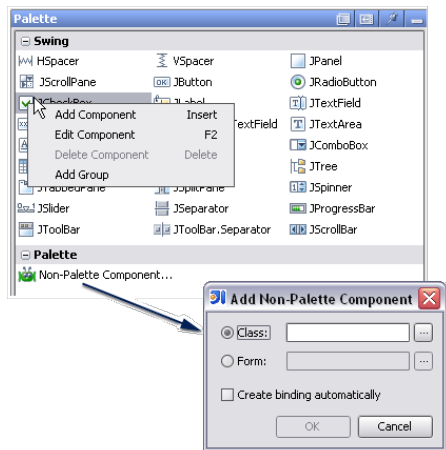 Palette
Swing
HSpacer VSpacer JPanel
JScrollPane JButton JRadioButton
JCheckBox JLabel JTextField
Add Component Insert
TextField JTextArea
Edit Component F2
JComboBox
Delete Component Delete
JTree
Add Group
JTabbedPane JSplitPane JSpinner
JSlider JSeparator JProgressBar
JToolBar JToolBar.Separator JScrollBar
Palette
Non-Palette Component...
Add Non-Palette Component
Class:
Form:
Create binding automatically
OK Cancel